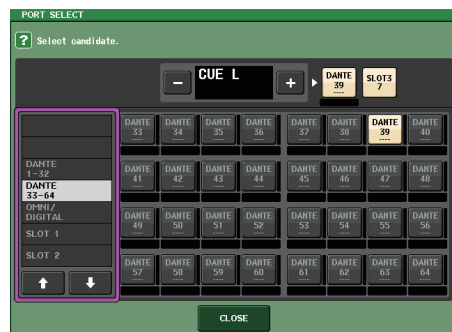 PORT SELECT
? Select candidate.
− CUE L +
DANTE 39 ----
SLOT3 7
DANTE 1-32
DANTE 33-64
OMNI/DIGITAL
SLOT 1
SLOT 2
DANTE 33 ---- DANTE 34 ---- DANTE 35 ---- DANTE 36 ---- DANTE 37 ---- DANTE 38 ---- DANTE 39 ---- DANTE 40 ----
DANTE 41 ---- DANTE 42 ---- DANTE 43 ---- DANTE 44 ---- DANTE 45 ---- DANTE 46 ---- DANTE 47 ---- DANTE 48 ----
DANTE 49 ---- DANTE 50 ---- DANTE 51 ---- DANTE 52 ---- DANTE 53 ---- DANTE 54 ---- DANTE 55 ---- DANTE 56 ----
DANTE 57 ---- DANTE 58 ---- DANTE 59 ---- DANTE 60 ---- DANTE 61 ---- DANTE 62 ---- DANTE 63 ---- DANTE 64 ----
CLOSE